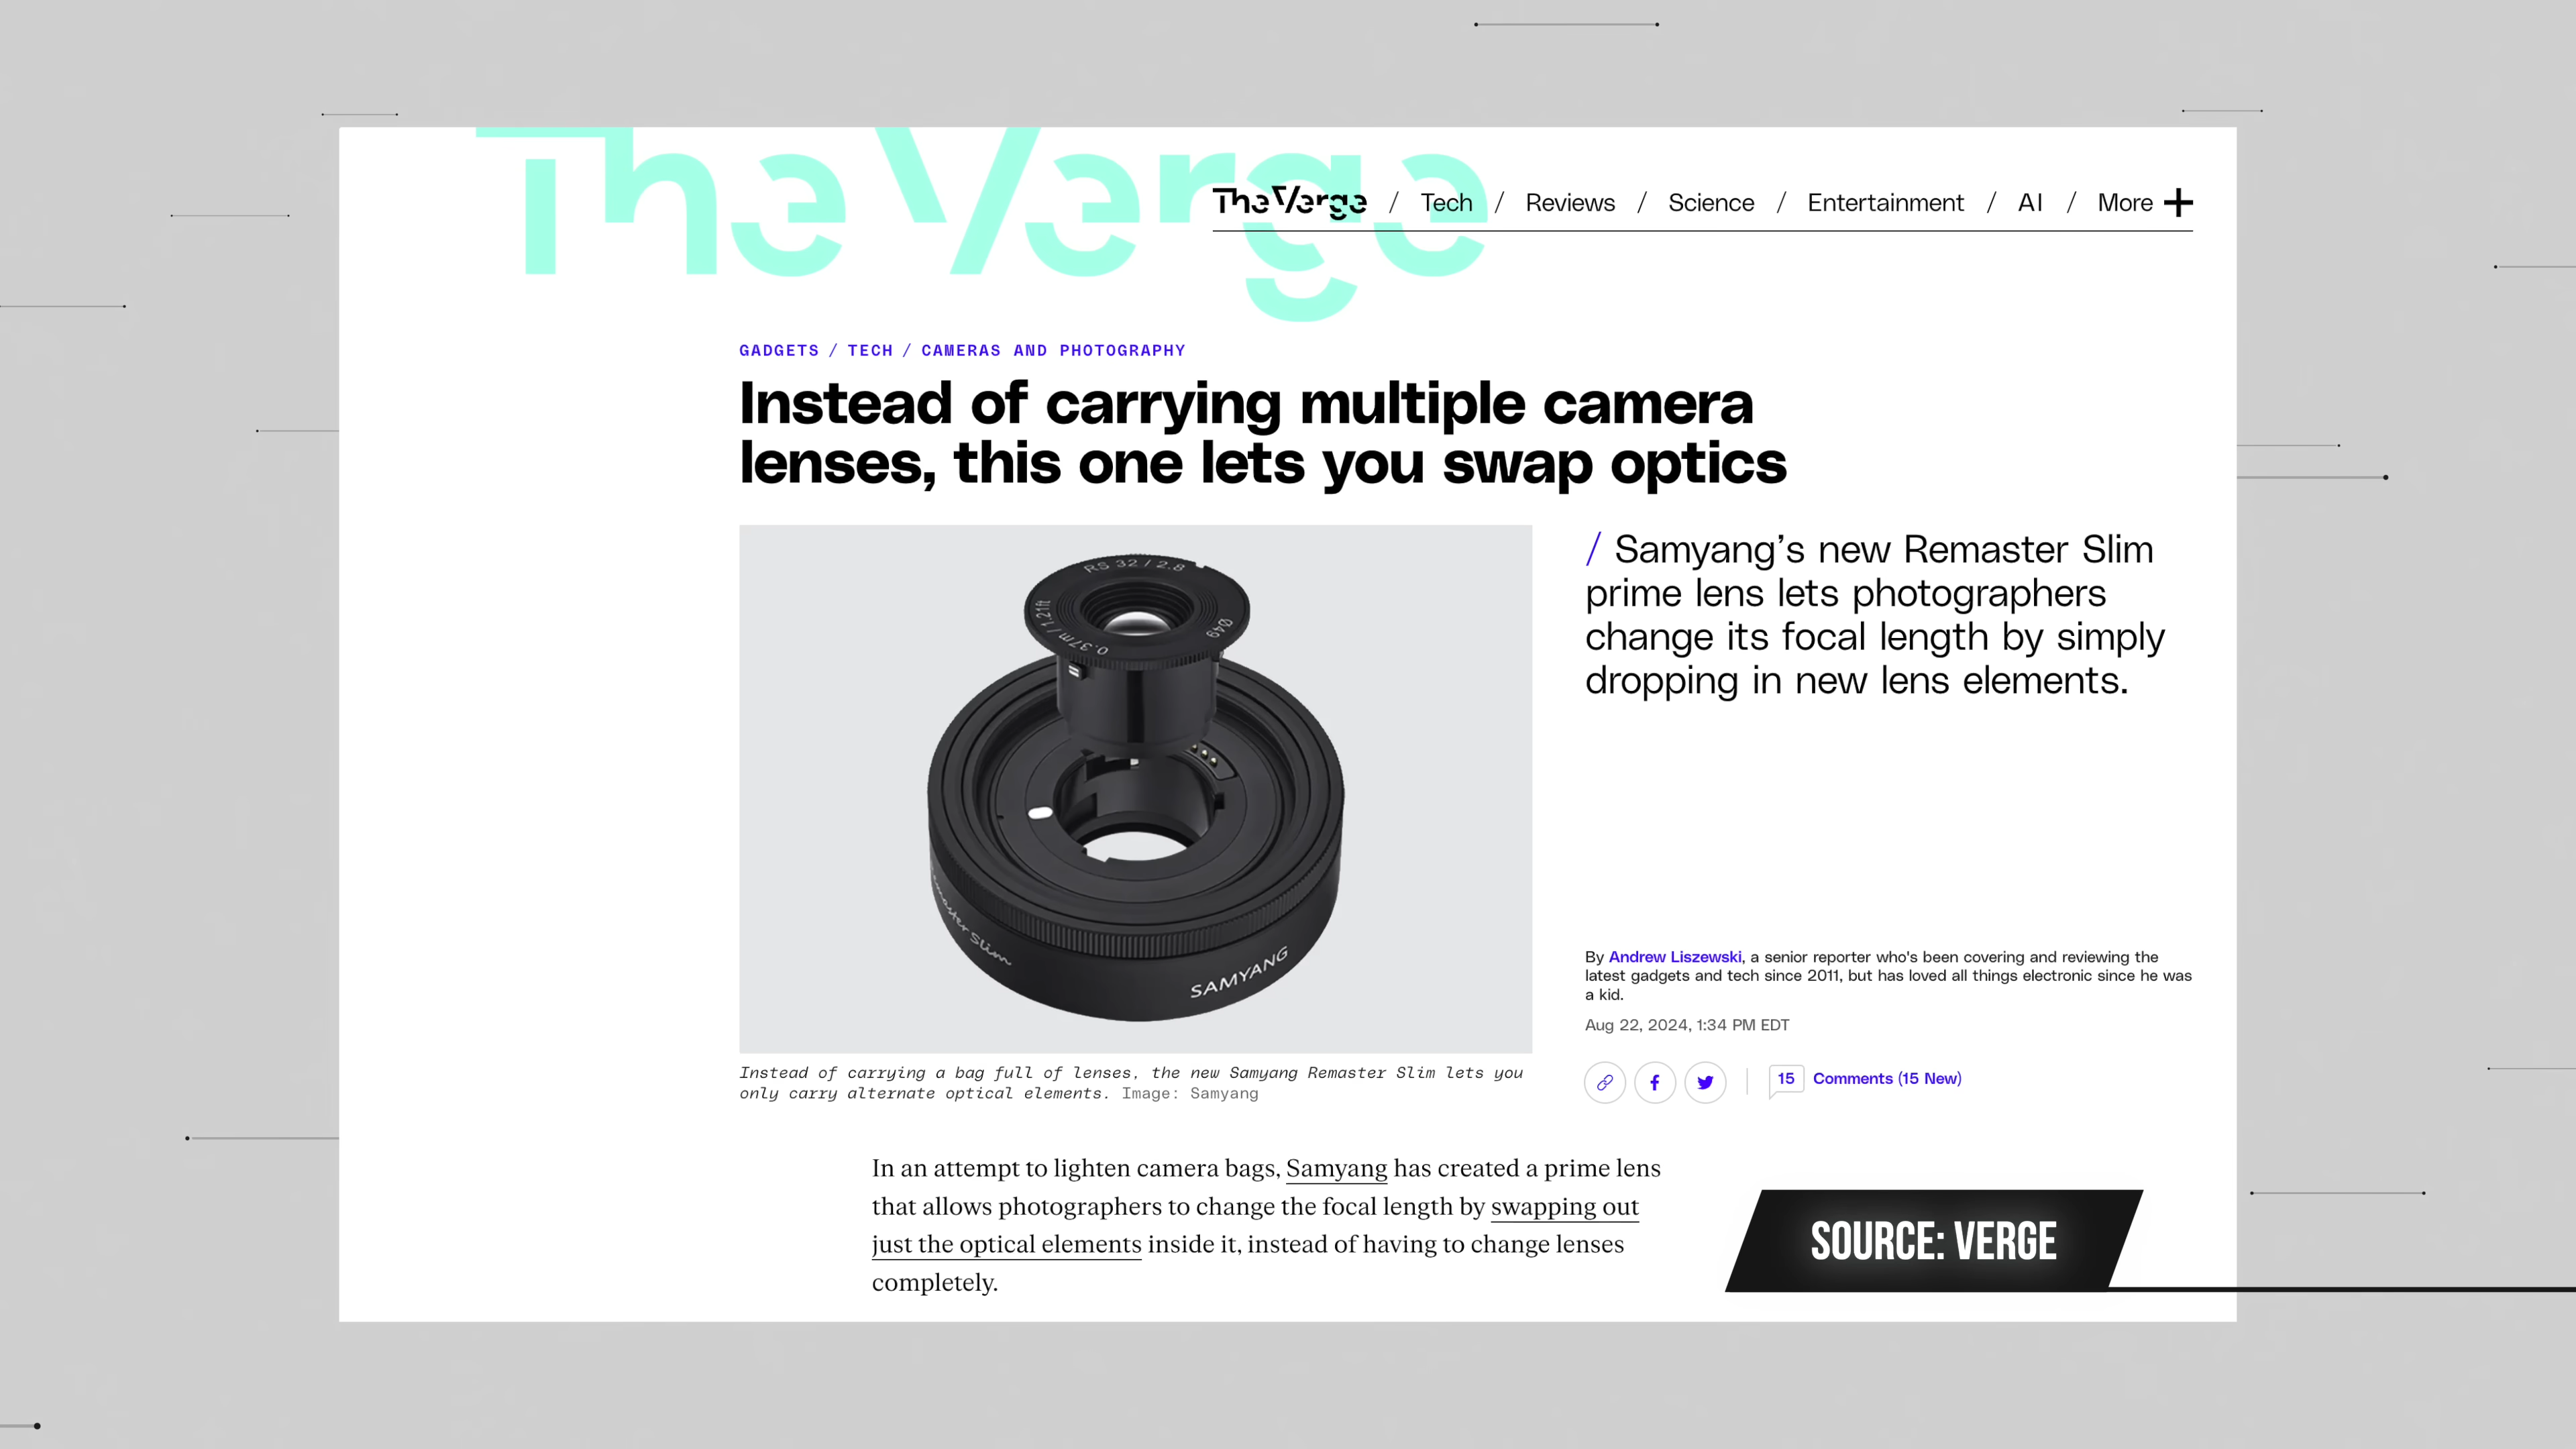 The Verge
The Verge / Tech / Reviews / Science / Entertainment / AI / More +
GADGETS / TECH / CAMERAS AND PHOTOGRAPHY
Instead of carrying multiple camera
lenses, this one lets you swap optics
RS 32 / 2.8
0.37m / 1.21ft
Ø49
Remaster Slim
SAMYANG
/ Samyang’s new Remaster Slim
prime lens lets photographers
change its focal length by simply
dropping in new lens elements.
By Andrew Liszewski, a senior reporter who's been covering and reviewing the
latest gadgets and tech since 2011, but has loved all things electronic since he was
a kid.
Aug 22, 2024, 1:34 PM EDT
15 Comments (15 New)
Instead of carrying a bag full of lenses, the new Samyang Remaster Slim lets you
only carry alternate optical elements. Image: Samyang
In an attempt to lighten camera bags, Samyang has created a prime lens
that allows photographers to change the focal length by swapping out
just the optical elements inside it, instead of having to change lenses
completely.
SOURCE: VERGE